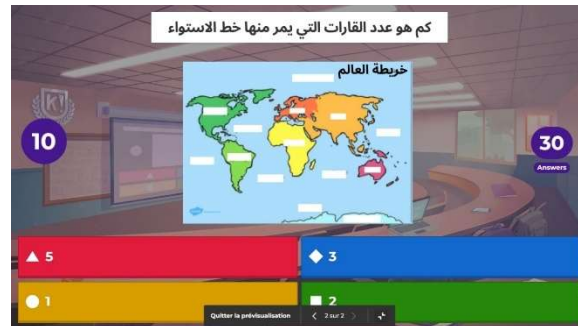 كم هو عدد القارات التي يمر منها خط الاستواء
خريطة العالم
K!
10
30
Answers
5
3
1
2
Quitter la prévisualisation
2 sur 2